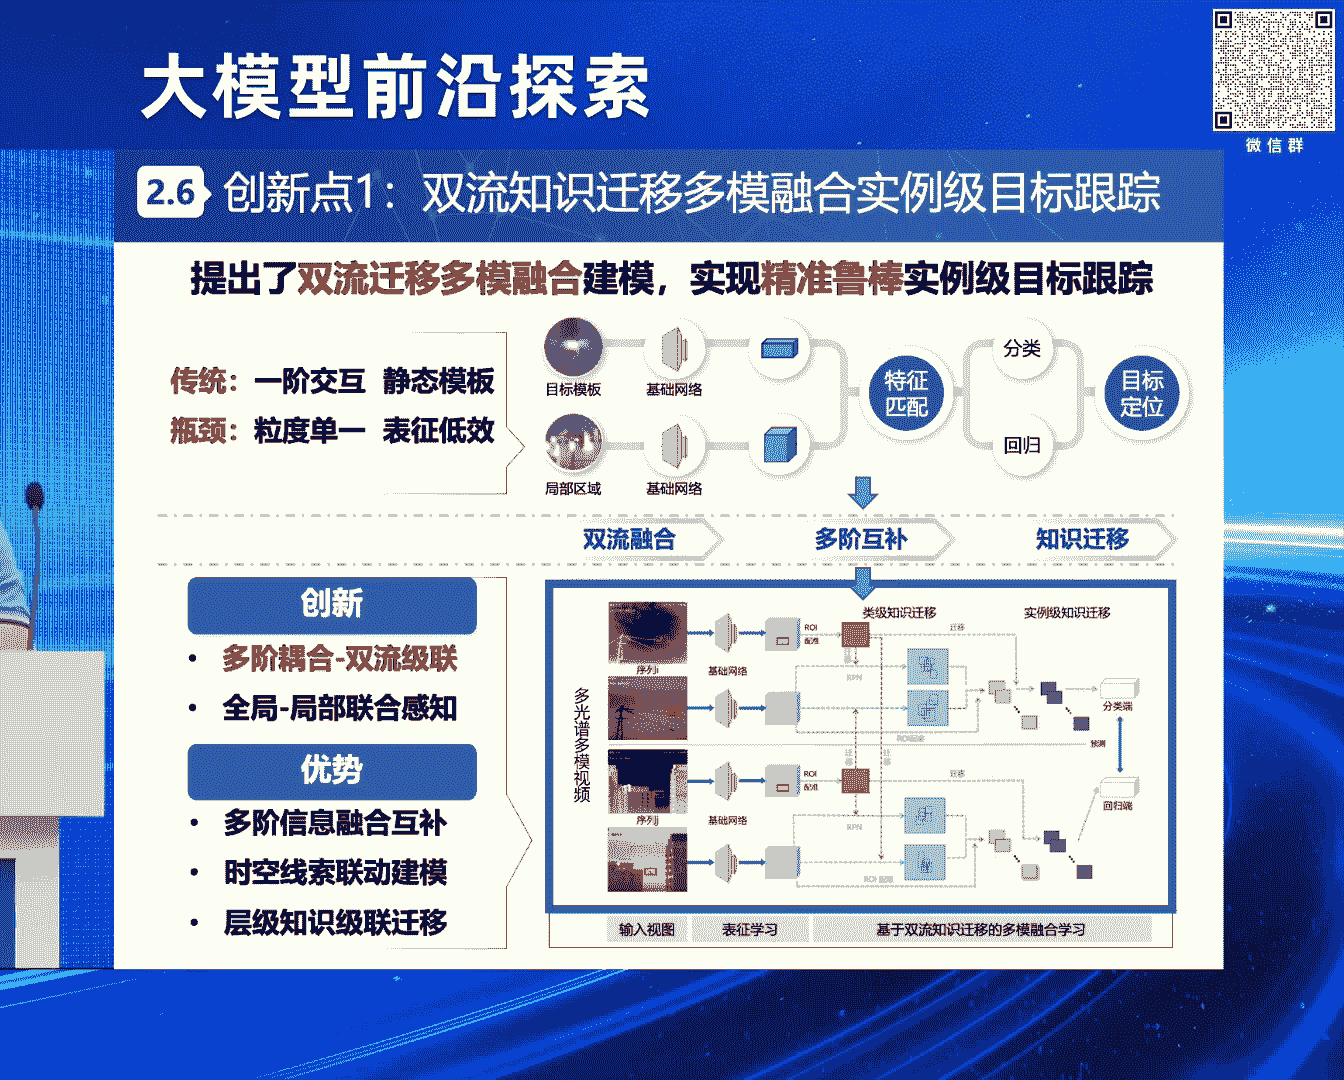 大模型前沿探索
微信群
2.6 创新点1：双流知识迁移多模融合实例级目标跟踪
提出了双流迁移多模融合建模，实现精准鲁棒实例级目标跟踪
传统：一阶交互 静态模板
瓶颈：粒度单一 表征低效
目标模板
基础网络
局部区域
基础网络
特征
匹配
分类
回归
目标
定位
双流融合
多阶互补
知识迁移
创新
• 多阶耦合-双流级联
• 全局-局部联合感知
优势
• 多阶信息融合互补
• 时空线索联动建模
• 层级知识级联迁移
多光谱多模视频
类级知识迁移
实例级知识迁移
序列i
基础网络
ROI
配准
迁移
RPN
ROI配准
迁移
迁移
分类端
预测
序列j
基础网络
ROI
配准
迁移
RPN
ROI 配准
回归端
输入视图
表征学习
基于双流知识迁移的多模融合学习